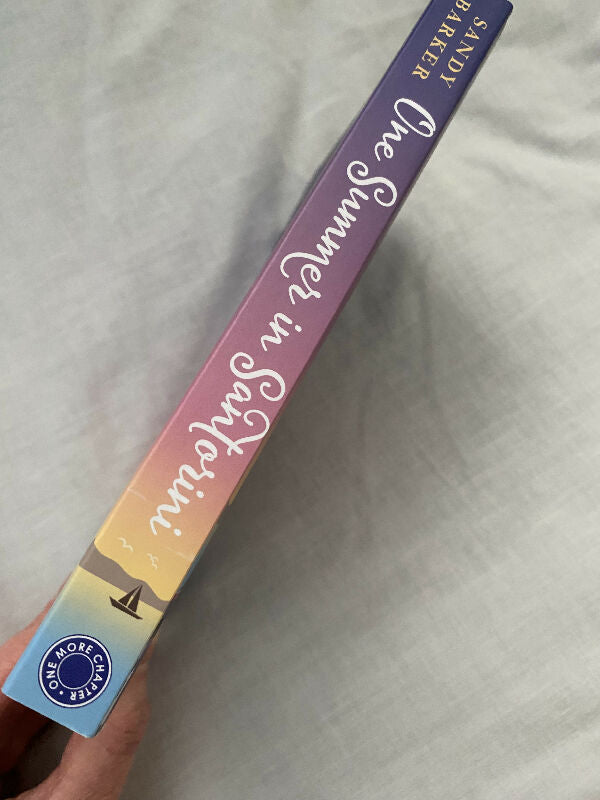 SANDY
BARKER
One Summer in Santorini
ONE MORE CHAPTER •